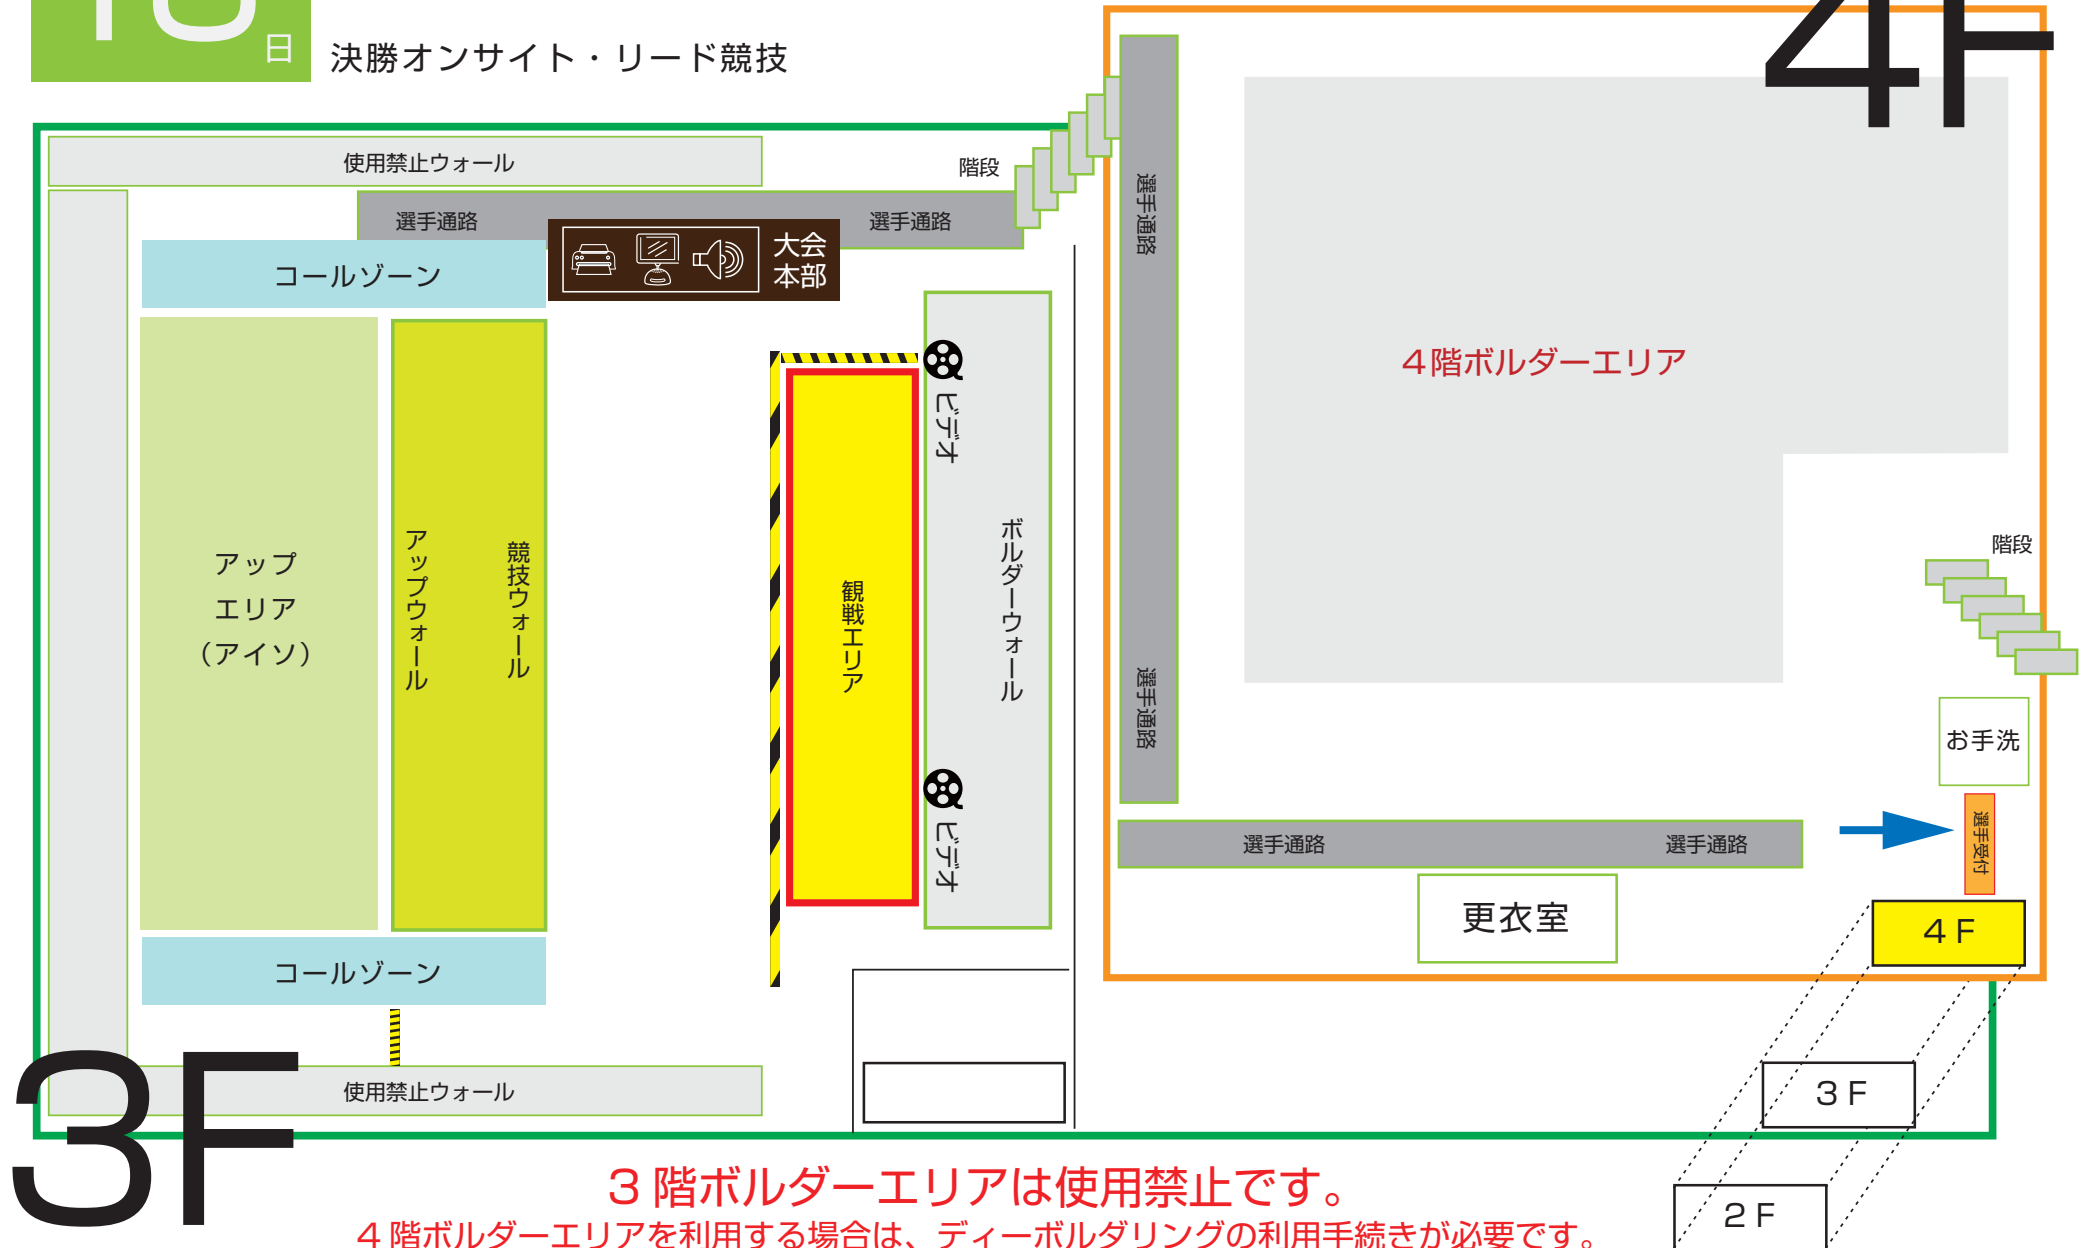 日
決勝オンサイト・リード競技
4F
使用禁止ウォール
階段
選手通路
選手通路
大会
本部
コールゾーン
ビデオ
アップ
エリア
（アイソ）
アップウォール
競技ウォール
観戦エリア
ボルダーウォール
ビデオ
コールゾーン
使用禁止ウォール
3F
選手通路
選手通路
4階ボルダーエリア
階段
お手洗
選手受付
選手通路
選手通路
更衣室
4 F
3 F
2 F
3 階ボルダーエリアは使用禁止です。
4 階ボルダーエリアを利用する場合は、ディーボルダリングの利用手続きが必要です。